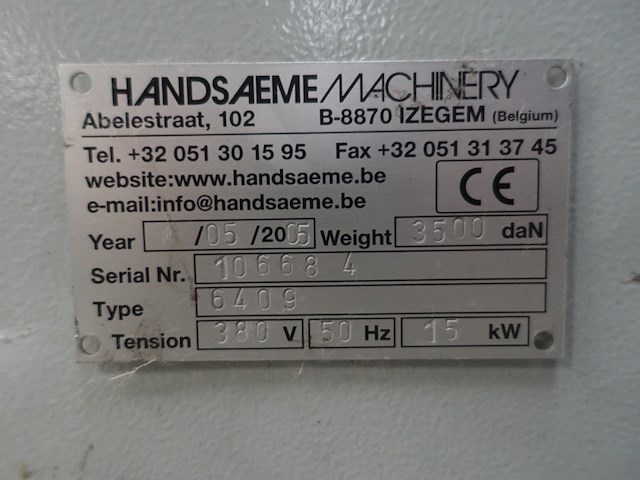 HANDSAEME MACHINERY
Abelestraat, 102 B-8870 IZEGEM (Belgium)
Tel. +32 051 30 15 95 Fax +32 051 31 37 45
website:www.handsaeme.be
e-mail:info@handsaeme.be
CE
Year /05 /2005 Weight 3500 daN
Serial Nr. 10668 4
Type 6409
Tension 380 V 50 Hz 15 kW